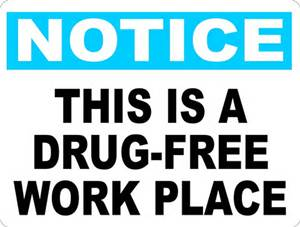 NOTICE
THIS IS A
DRUG-FREE
WORK PLACE